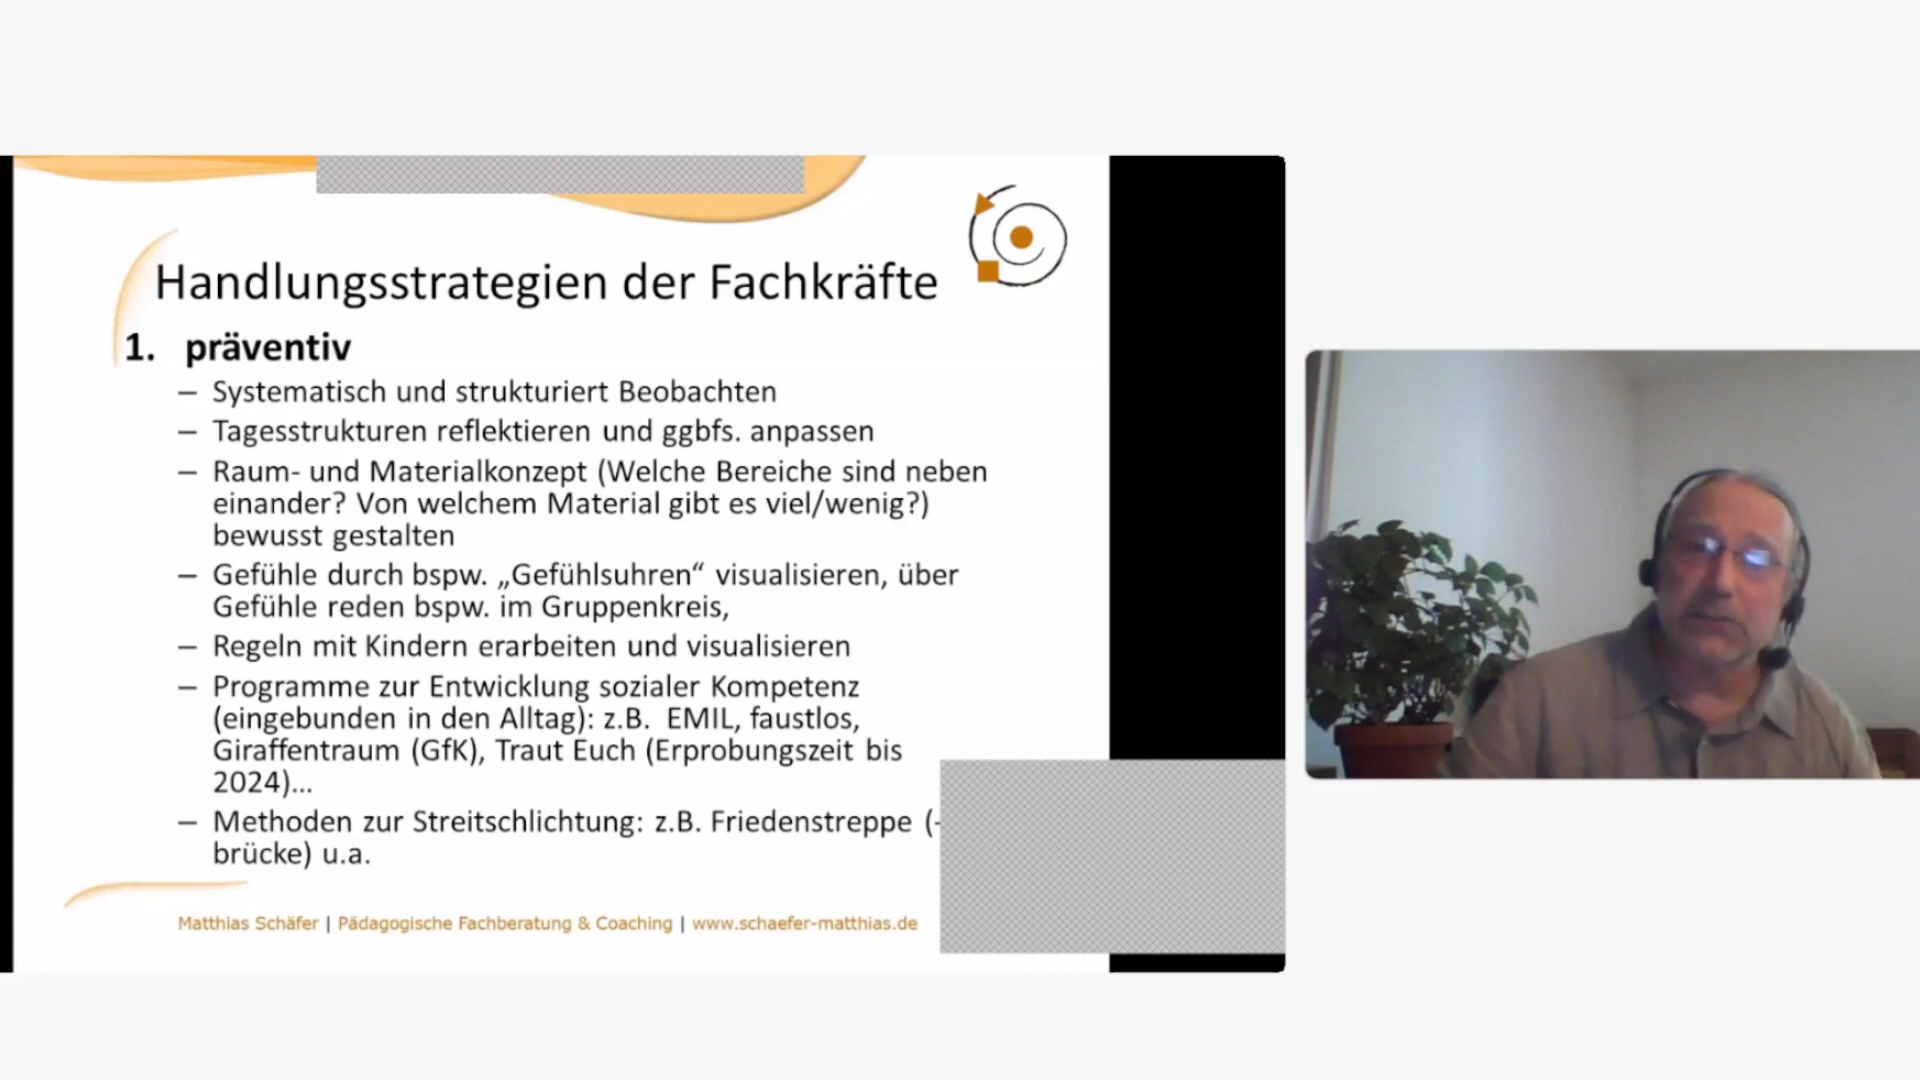 Handlungsstrategien der Fachkräfte
1. präventiv
– Systematisch und strukturiert Beobachten
– Tagesstrukturen reflektieren und ggbfs. anpassen
– Raum- und Materialkonzept (Welche Bereiche sind neben
einander? Von welchem Material gibt es viel/wenig?)
bewusst gestalten
– Gefühle durch bspw. „Gefühlsuhren“ visualisieren, über
Gefühle reden bspw. im Gruppenkreis,
– Regeln mit Kindern erarbeiten und visualisieren
– Programme zur Entwicklung sozialer Kompetenz
(eingebunden in den Alltag): z.B. EMIL, faustlos,
Giraffentraum (GfK), Traut Euch (Erprobungszeit bis
2024)...
– Methoden zur Streitschlichtung: z.B. Friedenstreppe (-
brücke) u.a.
Matthias Schäfer | Pädagogische Fachberatung & Coaching | www.schaefer-matthias.de